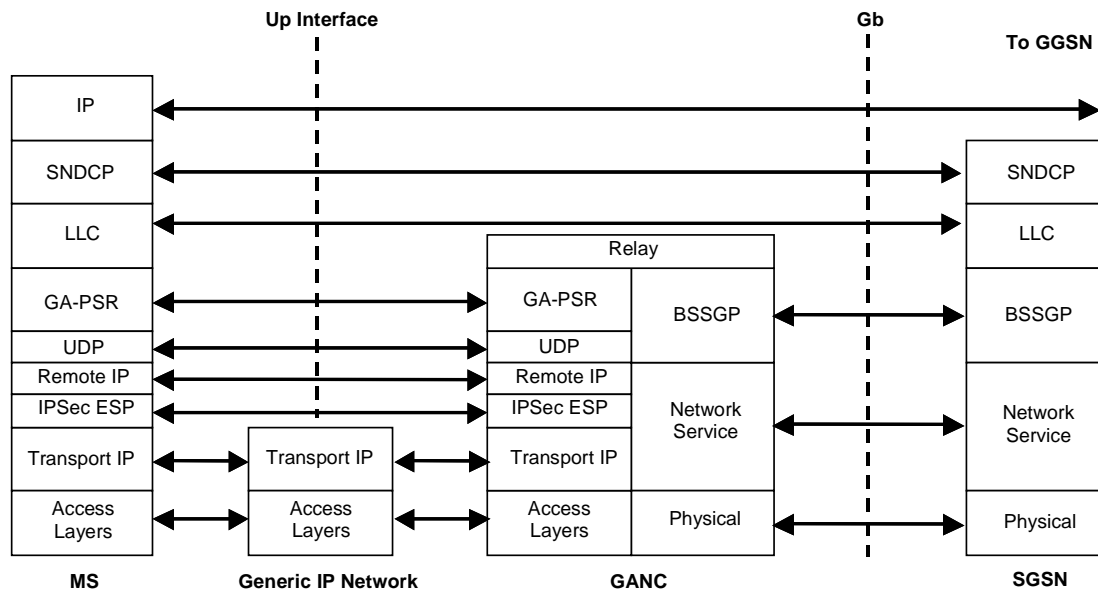 Up Interface
Gb
To GGSN
IP
SNDCP
SNDCP
LLC
LLC
Relay
GA-PSR
GA-PSR
BSSGP
BSSGP
UDP
UDP
Remote IP
Remote IP
IPSec ESP
IPSec ESP
Network
Service
Network
Service
Transport IP
Transport IP
Transport IP
Access
Layers
Access
Layers
Access
Layers
Physical
Physical
MS
Generic IP Network
GANC
SGSN